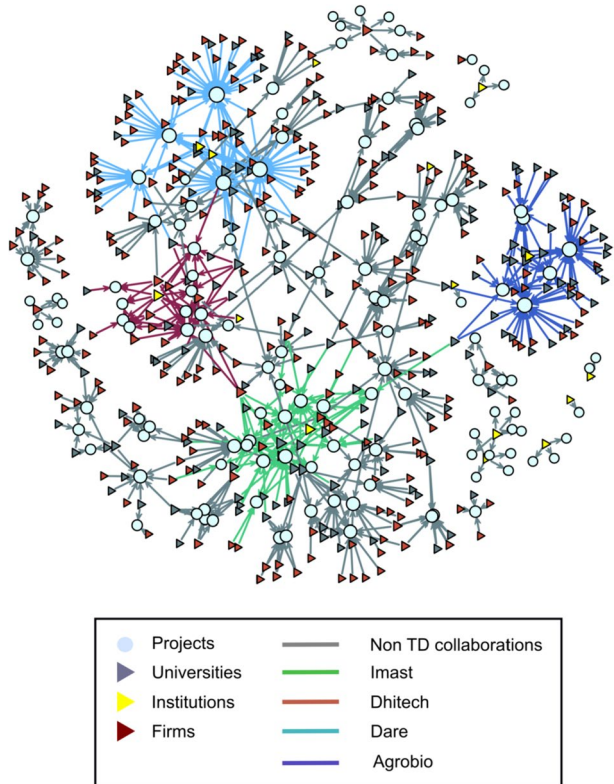 Projects
Universities
Institutions
Firms
Non TD collaborations
Imast
Dhitech
Dare
Agrobio